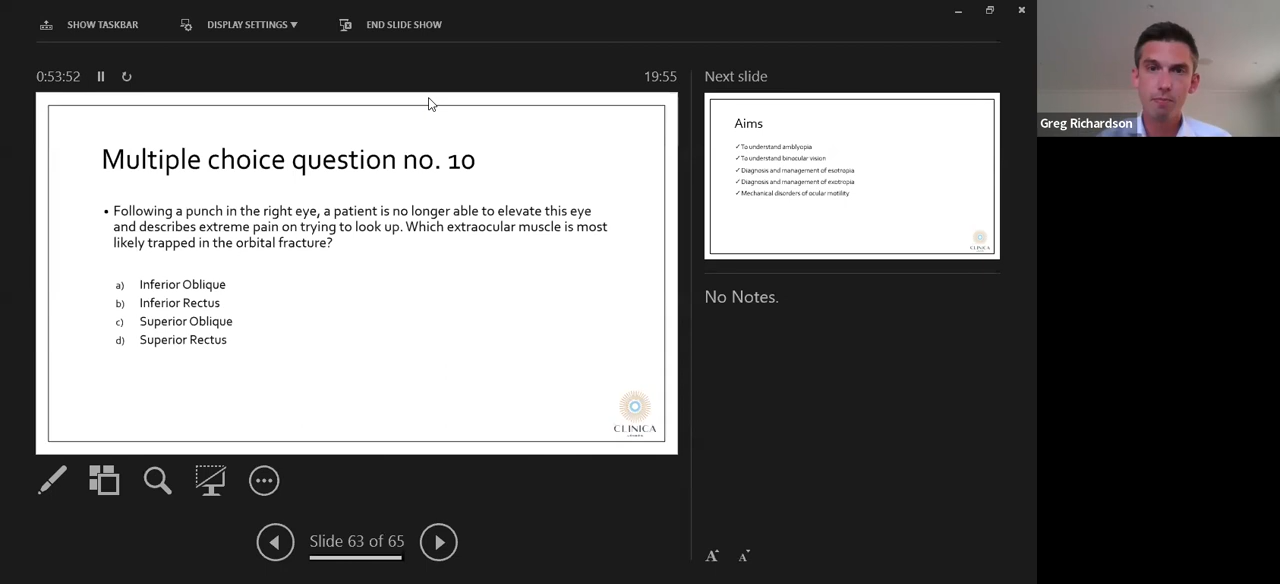 SHOW TASKBAR
DISPLAY SETTINGS ▼
END SLIDE SHOW
0:53:52
19:55
Multiple choice question no. 10
• Following a punch in the right eye, a patient is no longer able to elevate this eye
and describes extreme pain on trying to look up. Which extraocular muscle is most
likely trapped in the orbital fracture?
a) Inferior Oblique
b) Inferior Rectus
c) Superior Oblique
d) Superior Rectus
CLINICA
LONDON
Slide 63 of 65
Next slide
Aims
✓To understand amblyopia
✓To understand binocular vision
✓Diagnosis and management of esotropia
✓Diagnosis and management of exotropia
✓Mechanical disorders of ocular motility
CLINICA
No Notes.
A A
Greg Richardson